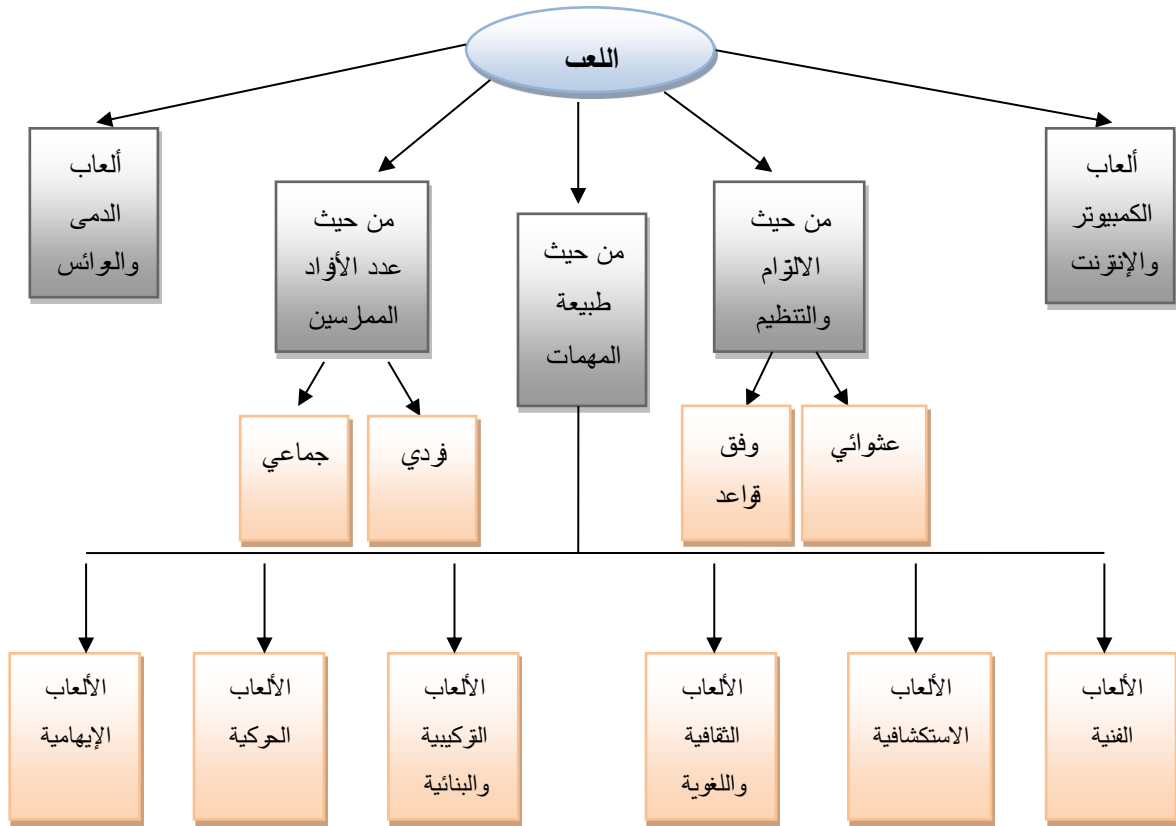 اللعب
ألعاب
الكمبيوتر
والإنترنت
من حيث
الالتزام
والتنظيم
من حيث
طبيعة
المهمات
من حيث
عدد الأفراد
الممارسين
ألعاب
الدمى
والعرائس
عشوائي
وفق
قواعد
فردي
جماعي
الألعاب
الفنية
الألعاب
الاستكشافية
الألعاب
الثقافية
واللغوية
الألعاب
التركيبية
والبنائية
الألعاب
الحركية
الألعاب
الإيهامية